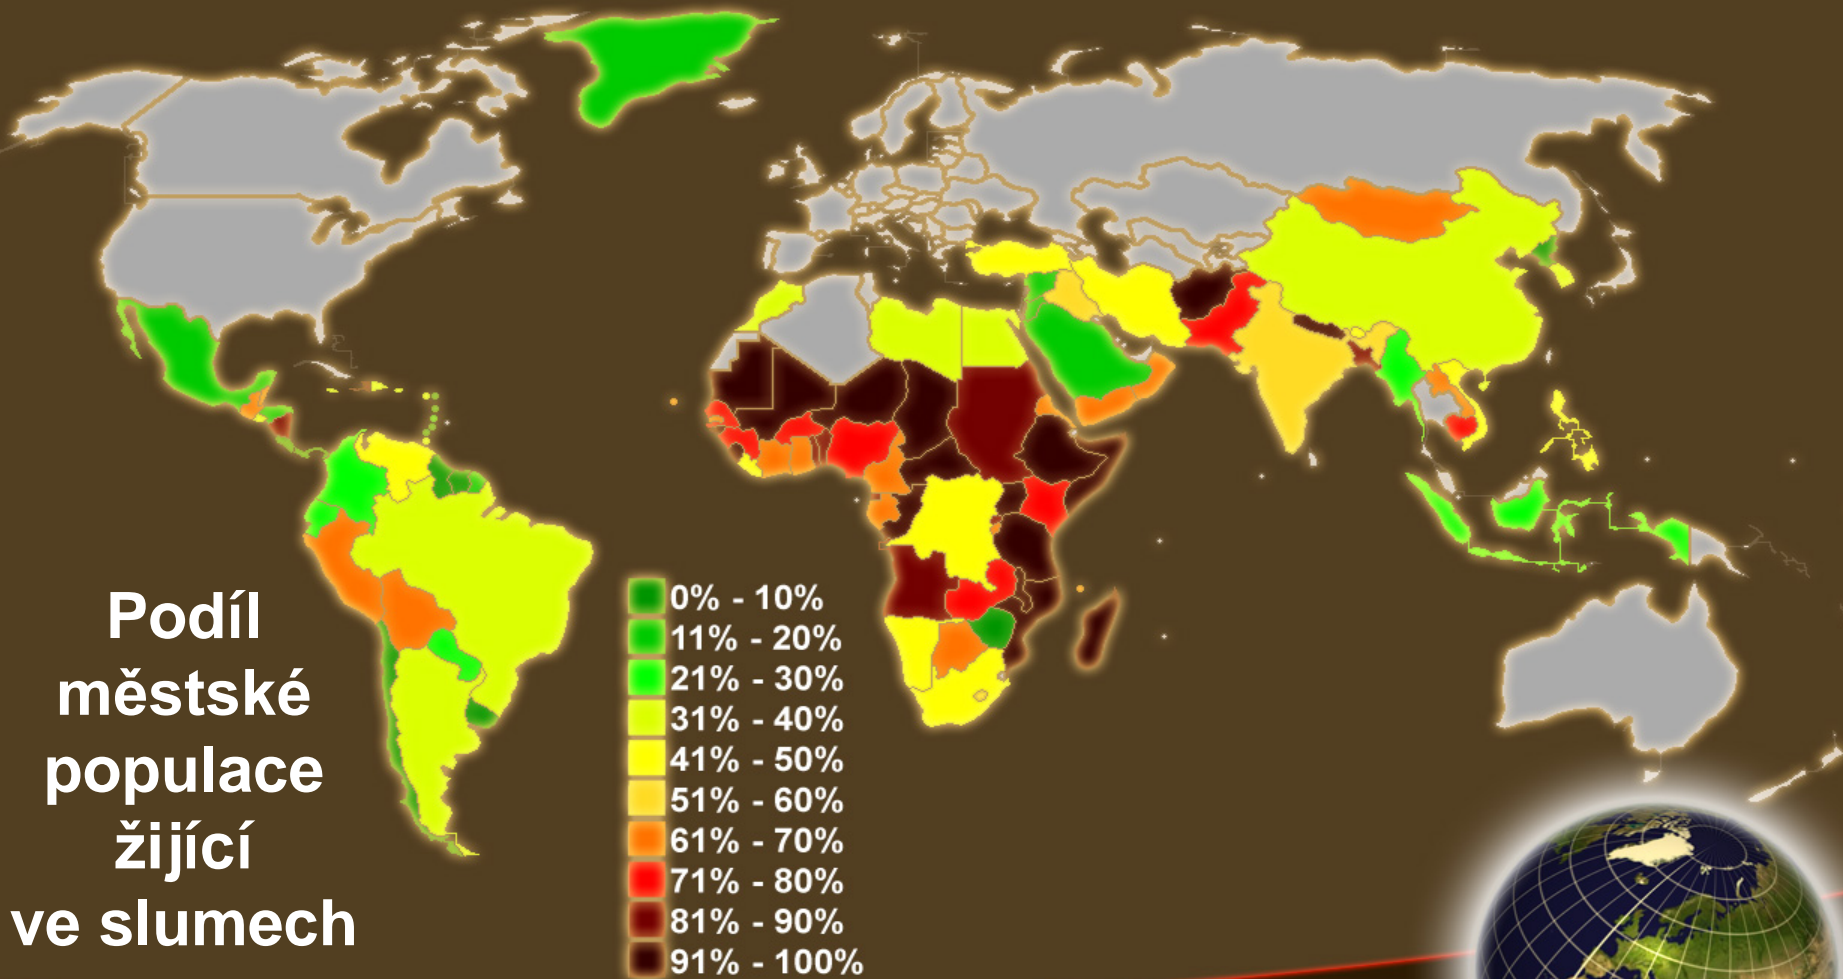 Podíl
městské
populace
žijící
ve slumech
0% - 10%
11% - 20%
21% - 30%
31% - 40%
41% - 50%
51% - 60%
61% - 70%
71% - 80%
81% - 90%
91% - 100%